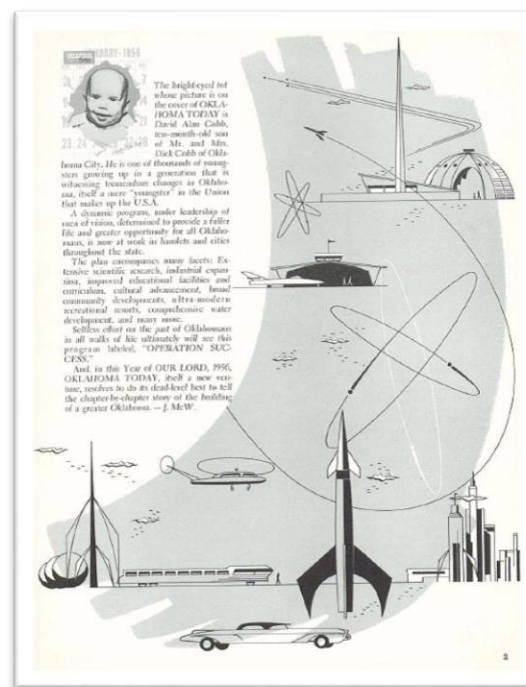 JANUARY-1956
7
14
23 24 27 28
The bright-eyed tot
whose picture is on
the cover of OKLA-
HOMA TODAY is
David Alan Cobb,
ten-month-old son
of Mr. and Mrs.
Dick Cobb of Okla-
homa City. He is one of thousands of young-
sters growing up in a generation that is
witnessing tremendous changes in Oklaho-
ma, itself a mere "youngster" in the Union
that makes up the U.S.A.
A dynamic program, under leadership of
men of vision, determined to provide a fuller
life and greater opportunity for all Oklaho-
mans, is now at work in hamlets and cities
throughout the state.
The plan encompasses many facets: Ex-
tensive scientific research, industrial expan-
sion, improved educational facilities and
curriculum, cultural advancement, broad
community developments, ultra-modern
recreational resorts, comprehensive water
development, and many more.
Selfless effort on the part of Oklahomans
in all walks of life ultimately will see this
program labeled, "OPERATION SUC-
CESS."
And, in this Year of OUR LORD, 1956,
OKLAHOMA TODAY, itself a new ven-
ture, resolves to do its dead-level best to tell
the chapter-by-chapter story of the building
of a greater Oklahoma. — J. McW.
3